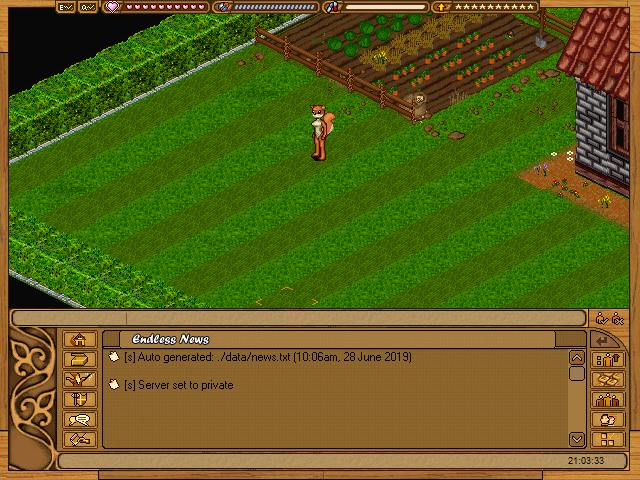 Endless News
[s] Auto generated: ./data/news.txt (10:06am, 28 June 2019)
[s] Server set to private
21:03:33